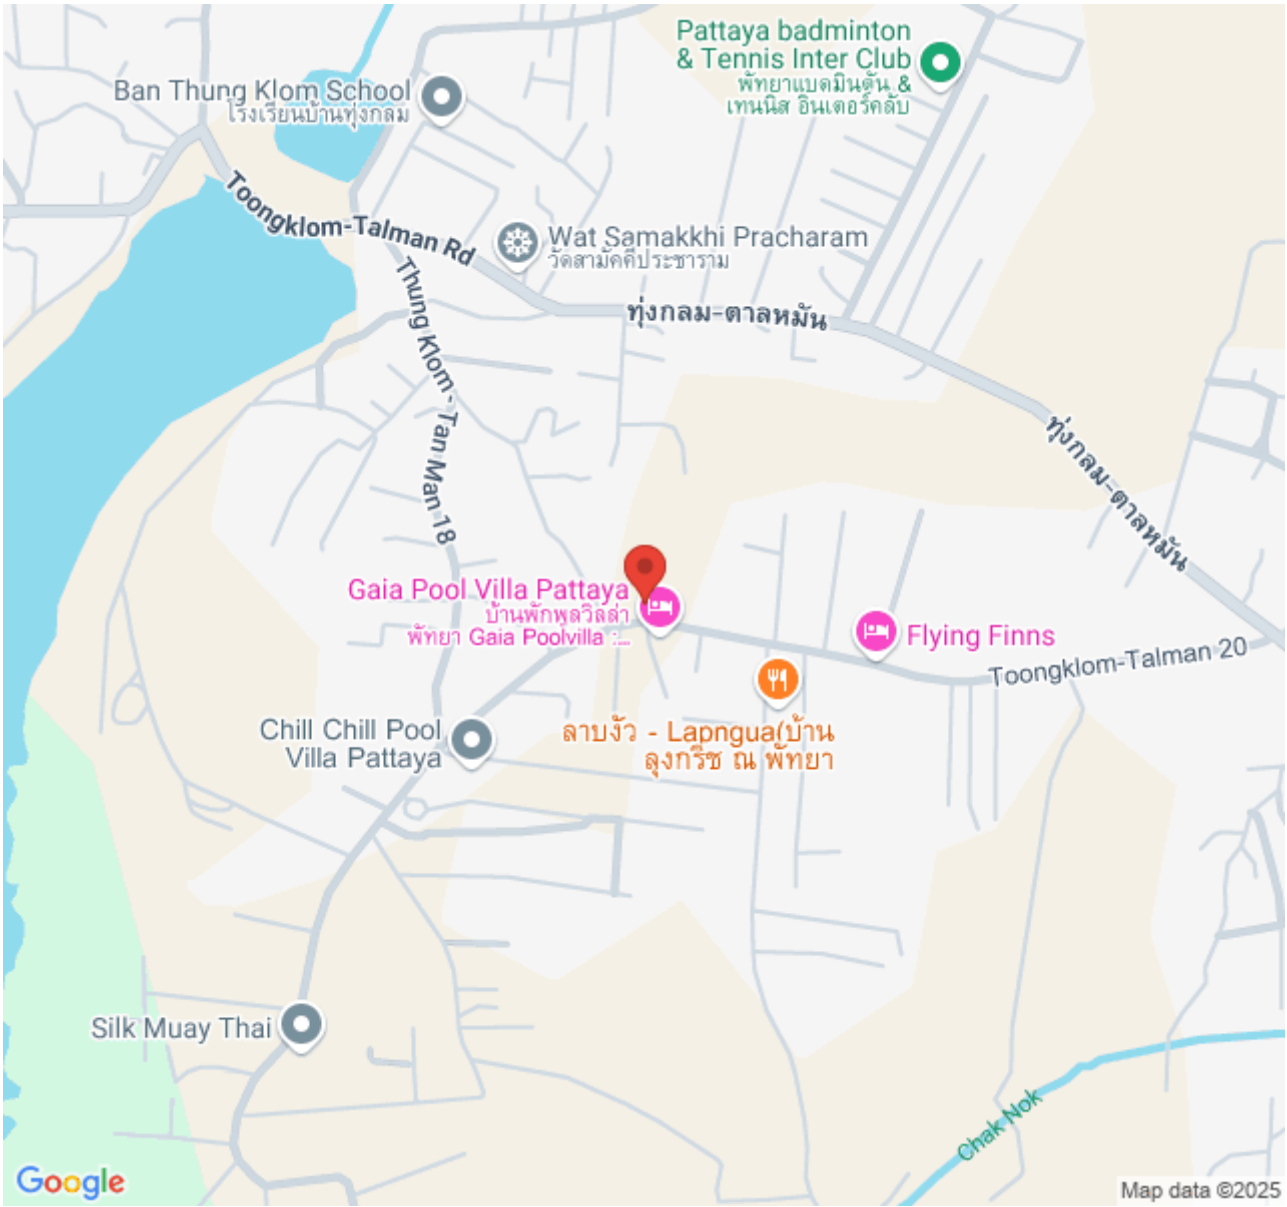 Pattaya badminton
& Tennis Inter Club
พัทยาแบดมินตัน &
เทนนิส อินเตอร์คลับ
Ban Thung Klom School
โรงเรียนบ้านทุ่งกลม
Toongklom-Talman Rd
Wat Samakkhi Pracharam
วัดสามัคคีประชาราม
ทุ่งกลม-ตาลหมัน
Thung Klom - Tan Man 18
ทุ่งกลม-ตาลหมัน
Gaia Pool Villa Pattaya
บ้านพักพูลวิลล่า
พัทยา Gaia Poolvilla :...
Flying Finns
Toongklom-Talman 20
ลาบงัว - Lapngua(บ้าน
ลุงกริช ณ พัทยา
Chill Chill Pool
Villa Pattaya
Silk Muay Thai
Chak Nok
Google
Map data ©2025